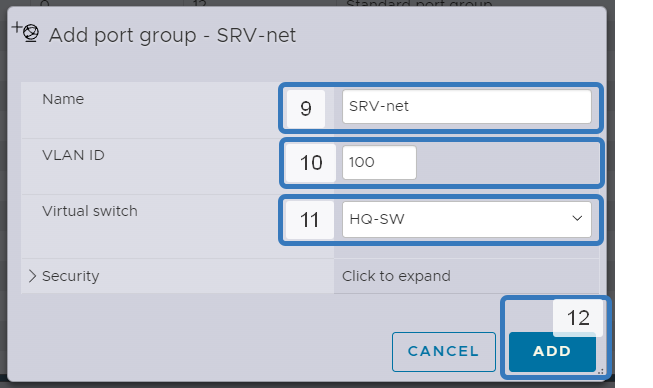 0 12 Standard port group
Add port group - SRV-net
Name 9 SRV-net
VLAN ID 10 100
Virtual switch 11 HQ-SW
Security Click to expand
12
CANCEL ADD